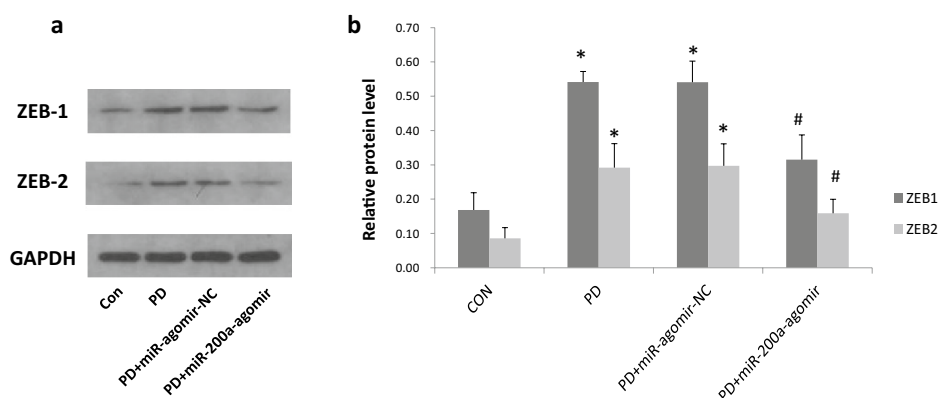 a
ZEB-1
ZEB-2
GAPDH
Con
PD
PD+miR-agomir-NC
PD+miR-200a-agomir
b
Relative protein level
0.70
0.60
0.50
0.40
0.30
0.20
0.10
0.00
*
*
*
*
#
#
CON
PD
PD+miR-agomir-NC
PD+miR-200a-agomir
ZEB1
ZEB2